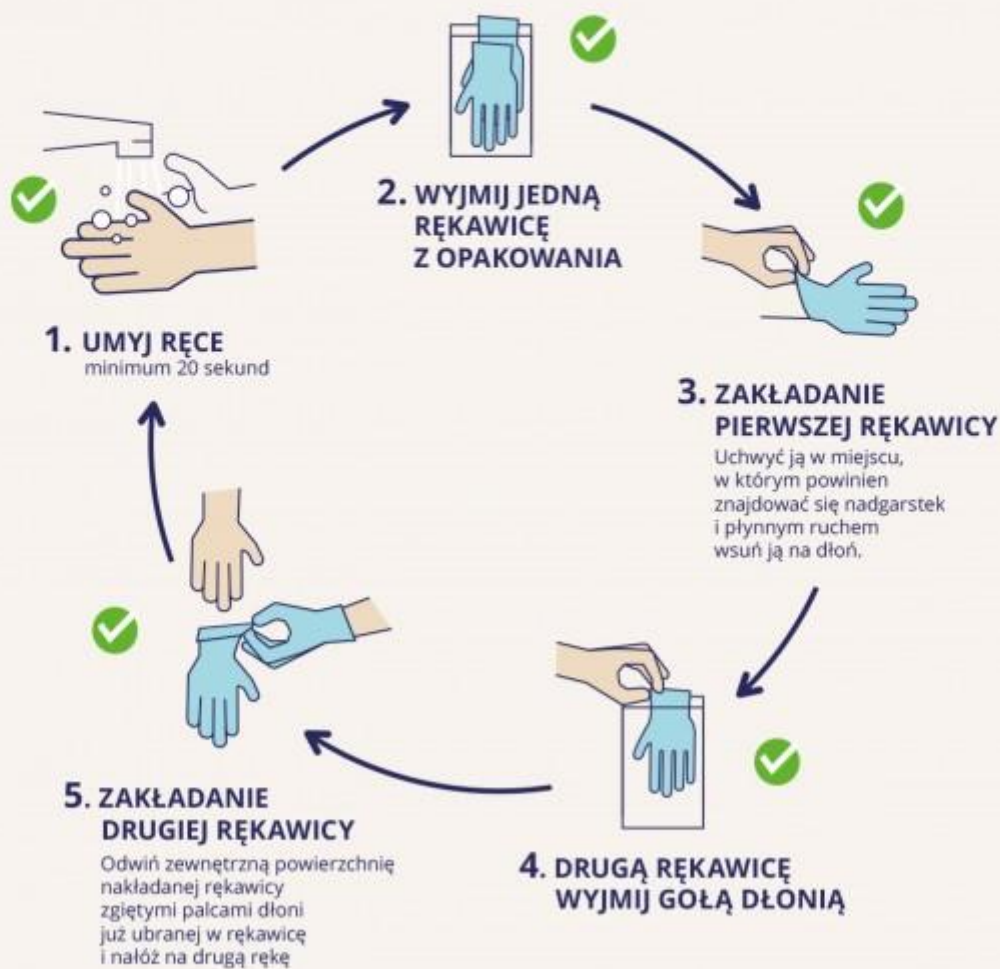 1. UMYJ RĘCE
minimum 20 sekund
2. WYJMIJ JEDNĄ
RĘKAWICĘ
Z OPAKOWANIA
3. ZAKŁADANIE
PIERWSZEJ RĘKAWICY
Uchwyć ją w miejscu,
w którym powinien
znajdować się nadgarstek
i płynnym ruchem
wsuń ją na dłoń.
4. DRUGĄ RĘKAWICĘ
WYJMIJ GOŁĄ DŁONIĄ
5. ZAKŁADANIE
DRUGIEJ RĘKAWICY
Odwiń zewnętrzną powierzchnię
nakładanej rękawicy
zgiętymi palcami dłoni
już ubranej w rękawicę
i nałóż na drugą rękę